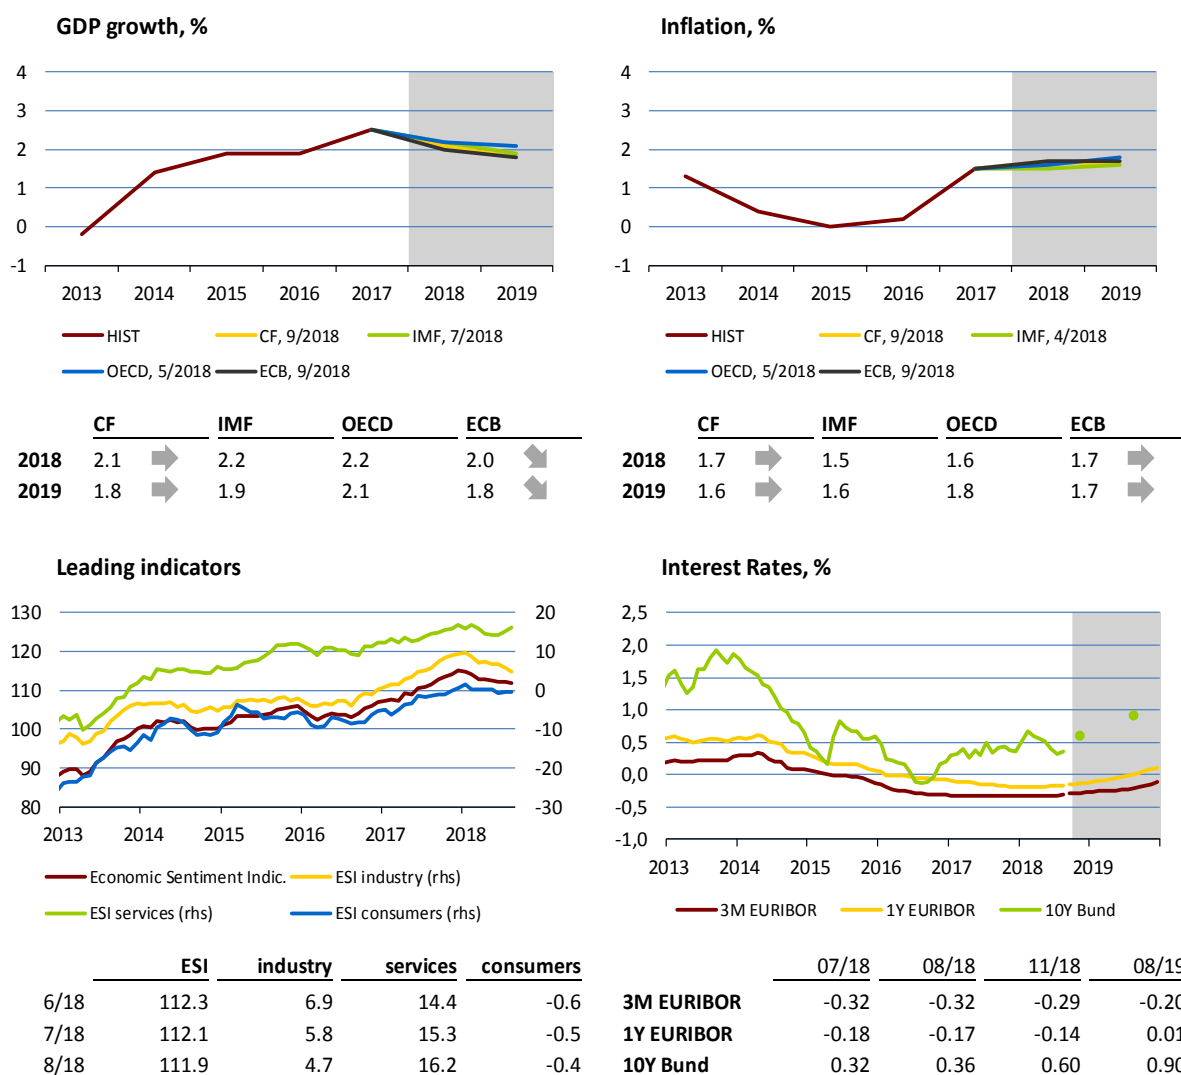 GDP growth, %
4
3
2
1
0
-1
2013 2014 2015 2016 2017 2018 2019
HIST CF, 9/2018 IMF, 7/2018
OECD, 5/2018 ECB, 9/2018
CF IMF OECD ECB
2018 2.1 2.2 2.2 2.0
2019 1.8 1.9 2.1 1.8
Inflation, %
4
3
2
1
0
-1
2013 2014 2015 2016 2017 2018 2019
HIST CF, 9/2018 IMF, 4/2018
OECD, 5/2018 ECB, 9/2018
CF IMF OECD ECB
2018 1.7 1.5 1.6 1.7
2019 1.6 1.6 1.8 1.7
Leading indicators
130 20
120 10
110 0
100 -10
90 -20
80 -30
2013 2014 2015 2016 2017 2018
Economic Sentiment Indic. ESI industry (rhs)
ESI services (rhs) ESI consumers (rhs)
ESI industry services consumers
6/18 112.3 6.9 14.4 -0.6
7/18 112.1 5.8 15.3 -0.5
8/18 111.9 4.7 16.2 -0.4
Interest Rates, %
2,5
2,0
1,5
1,0
0,5
0,0
-0,5
-1,0
2013 2014 2015 2016 2017 2018 2019
3M EURIBOR 1Y EURIBOR 10Y Bund
07/18 08/18 11/18 08/19
3M EURIBOR -0.32 -0.32 -0.29 -0.20
1Y EURIBOR -0.18 -0.17 -0.14 0.01
10Y Bund 0.32 0.36 0.60 0.90